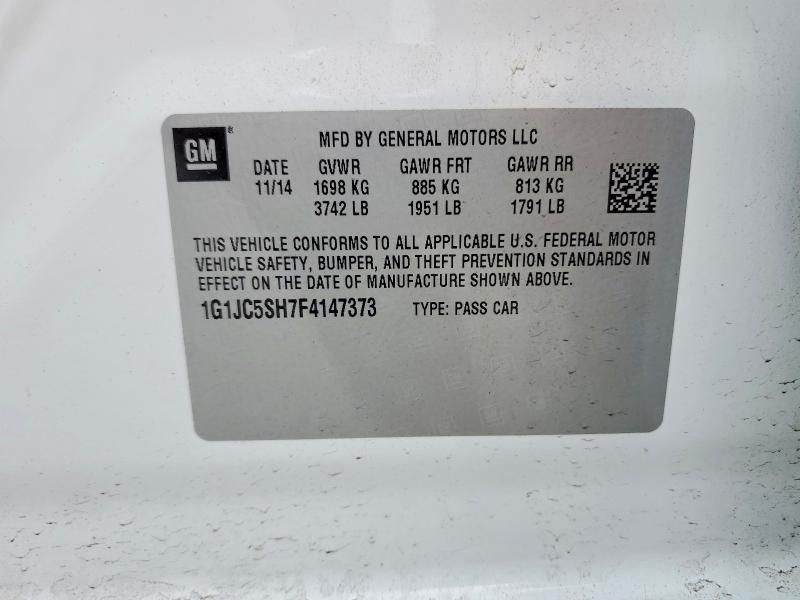 GM®
MFD BY GENERAL MOTORS LLC
DATE GVWR GAWR FRT GAWR RR
11/14 1698 KG 885 KG 813 KG
3742 LB 1951 LB 1791 LB
THIS VEHICLE CONFORMS TO ALL APPLICABLE U.S. FEDERAL MOTOR
VEHICLE SAFETY, BUMPER, AND THEFT PREVENTION STANDARDS IN
EFFECT ON THE DATE OF MANUFACTURE SHOWN ABOVE.
1G1JC5SH7F4147373 TYPE: PASS CAR